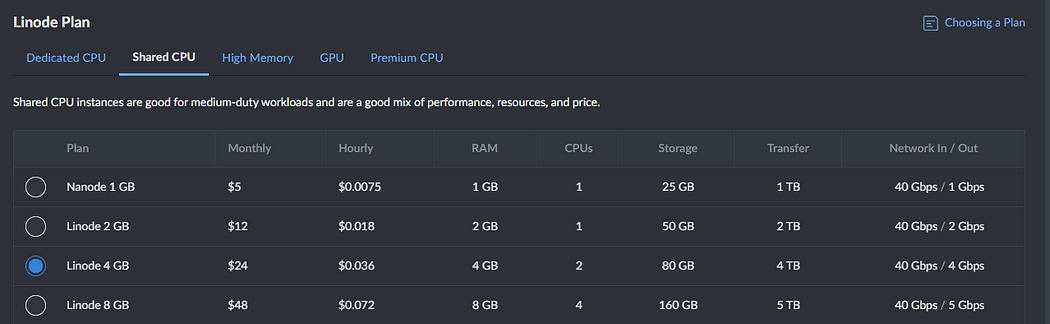 Linode Plan
Choosing a Plan
Dedicated CPU Shared CPU High Memory GPU Premium CPU
Shared CPU instances are good for medium-duty workloads and are a good mix of performance, resources, and price.
Plan Monthly Hourly RAM CPUs Storage Transfer Network In / Out
Nanode 1 GB $5 $0.0075 1 GB 1 25 GB 1 TB 40 Gbps / 1 Gbps
Linode 2 GB $12 $0.018 2 GB 1 50 GB 2 TB 40 Gbps / 2 Gbps
Linode 4 GB $24 $0.036 4 GB 2 80 GB 4 TB 40 Gbps / 4 Gbps
Linode 8 GB $48 $0.072 8 GB 4 160 GB 5 TB 40 Gbps / 5 Gbps